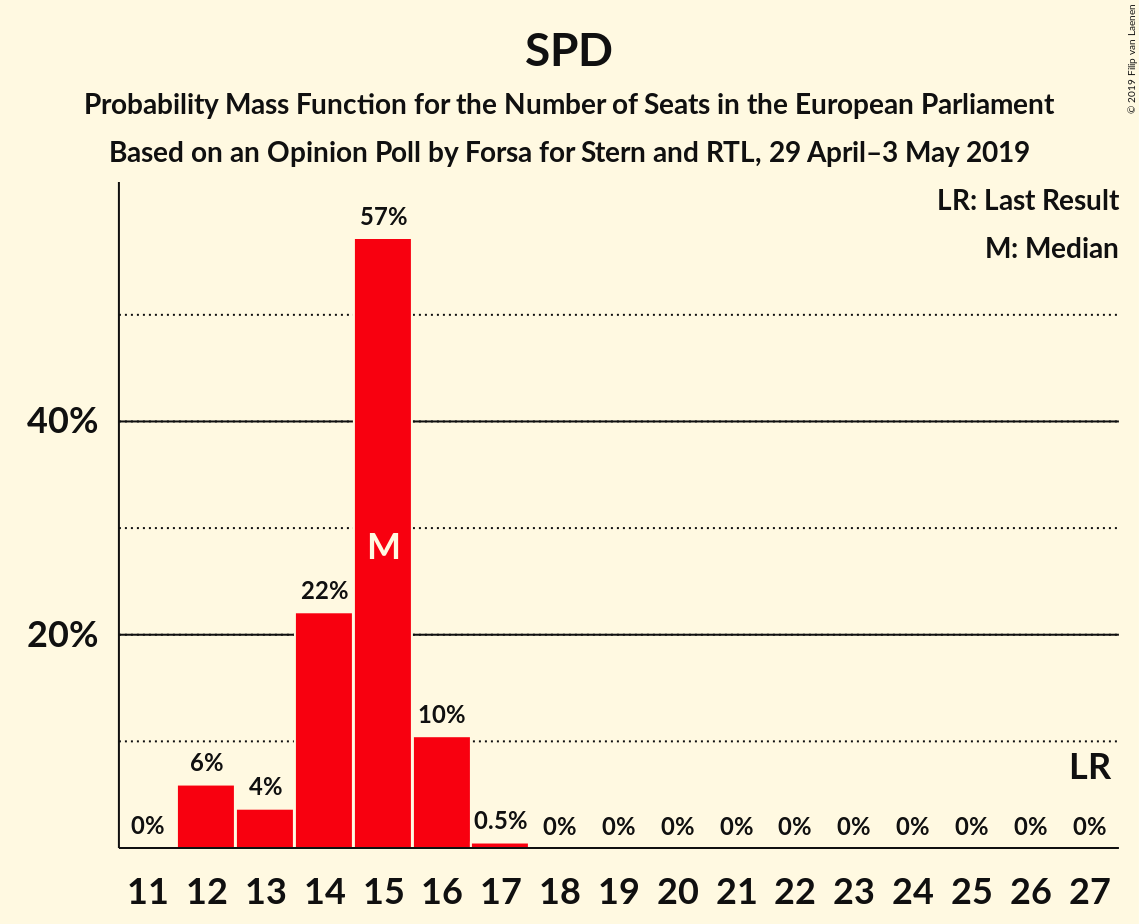 SPD
Probability Mass Function for the Number of Seats in the European Parliament
Based on an Opinion Poll by Forsa for Stern and RTL, 29 April–3 May 2019
© 2019 Filip van Laenen
LR: Last Result
M: Median
57%
40%
M
22%
20%
10%
6%
4%
LR
0%
0.5%
0% 0% 0% 0% 0% 0% 0% 0% 0% 0%
11 12 13 14 15 16 17 18 19 20 21 22 23 24 25 26 27